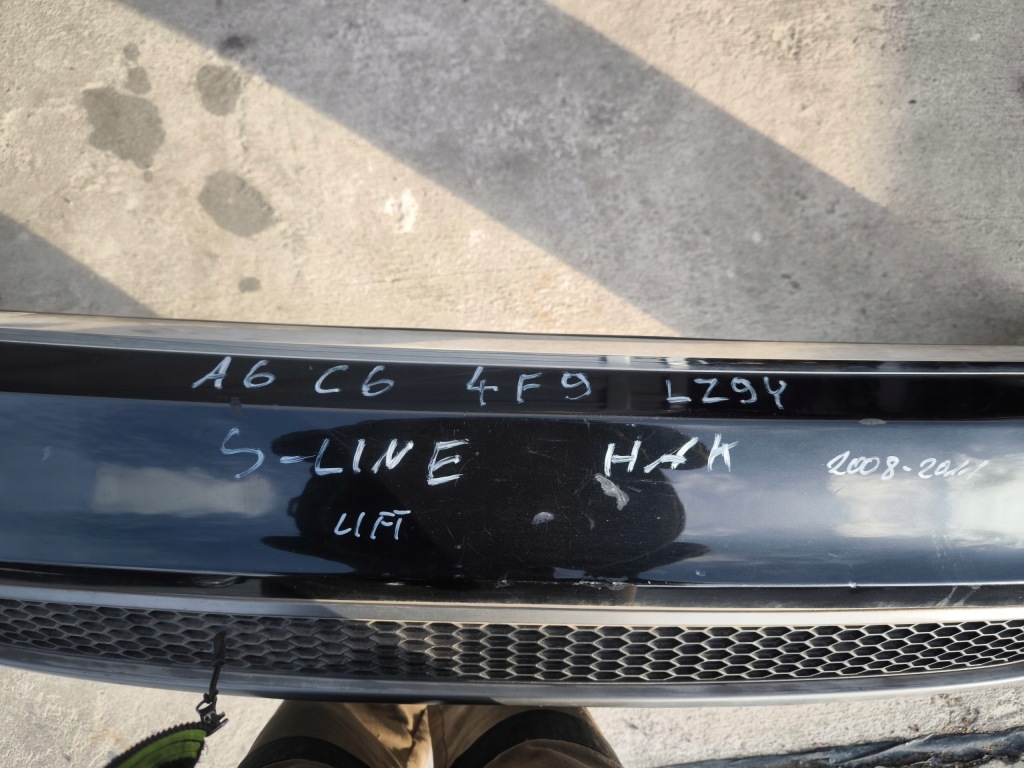 A6 C6 4F9 LZ9Y
S-LINE HAK 2008-2011
LIFT